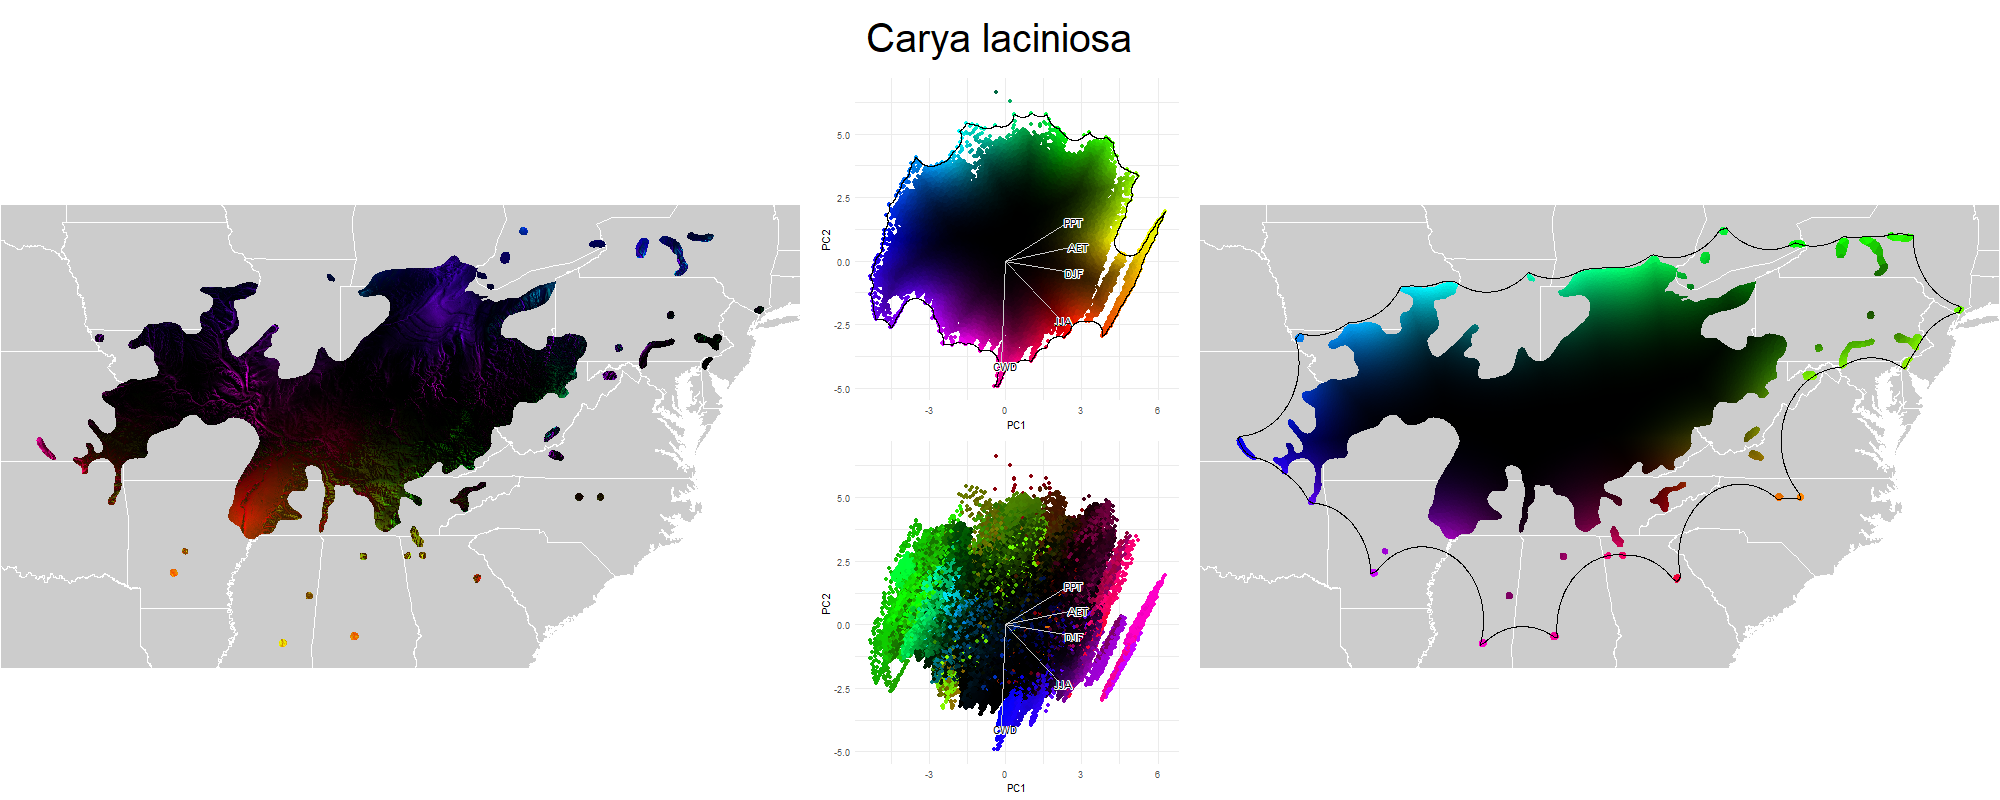 Carya laciniosa
5.0
2.5
0.0
-2.5
-5.0
PC2
PPT
AET
DJF
JJA
CWD
-3
0
3
6
PC1
5.0
2.5
0.0
-2.5
-5.0
PC2
PPT
AET
DJF
JJA
CWD
-3
0
3
6
PC1